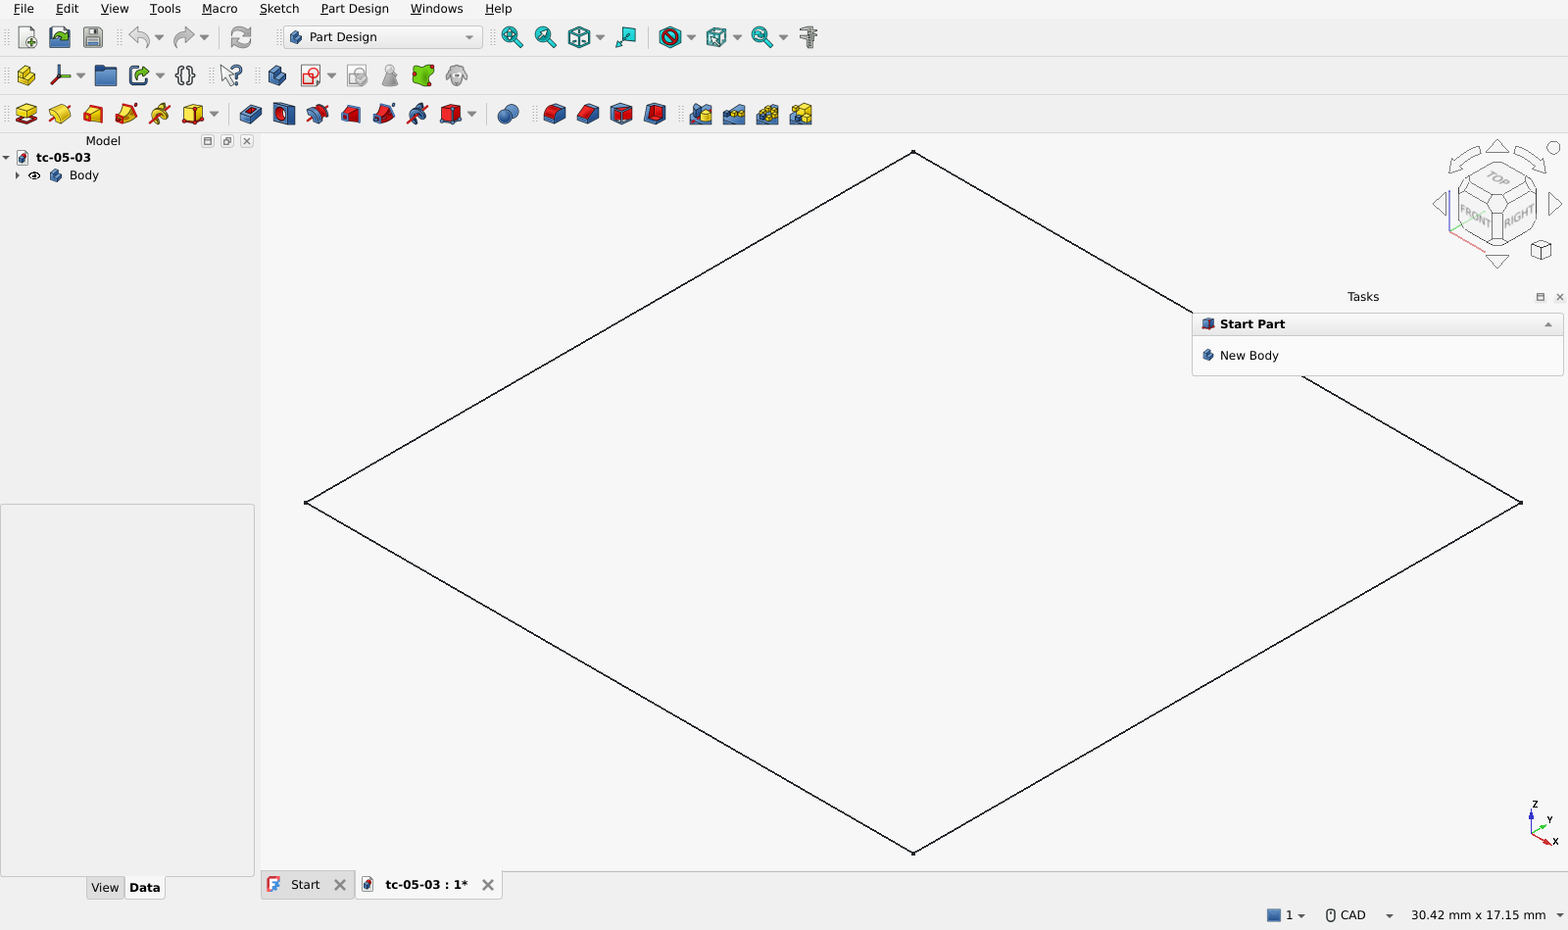 File Edit View Tools Macro Sketch Part Design Windows Help
Part Design
Model
tc-05-03
Body
TOP
FRONT
RIGHT
Tasks
Start Part
New Body
Z
Y
X
View Data
Start
tc-05-03 : 1*
1 CAD 30.42 mm x 17.15 mm